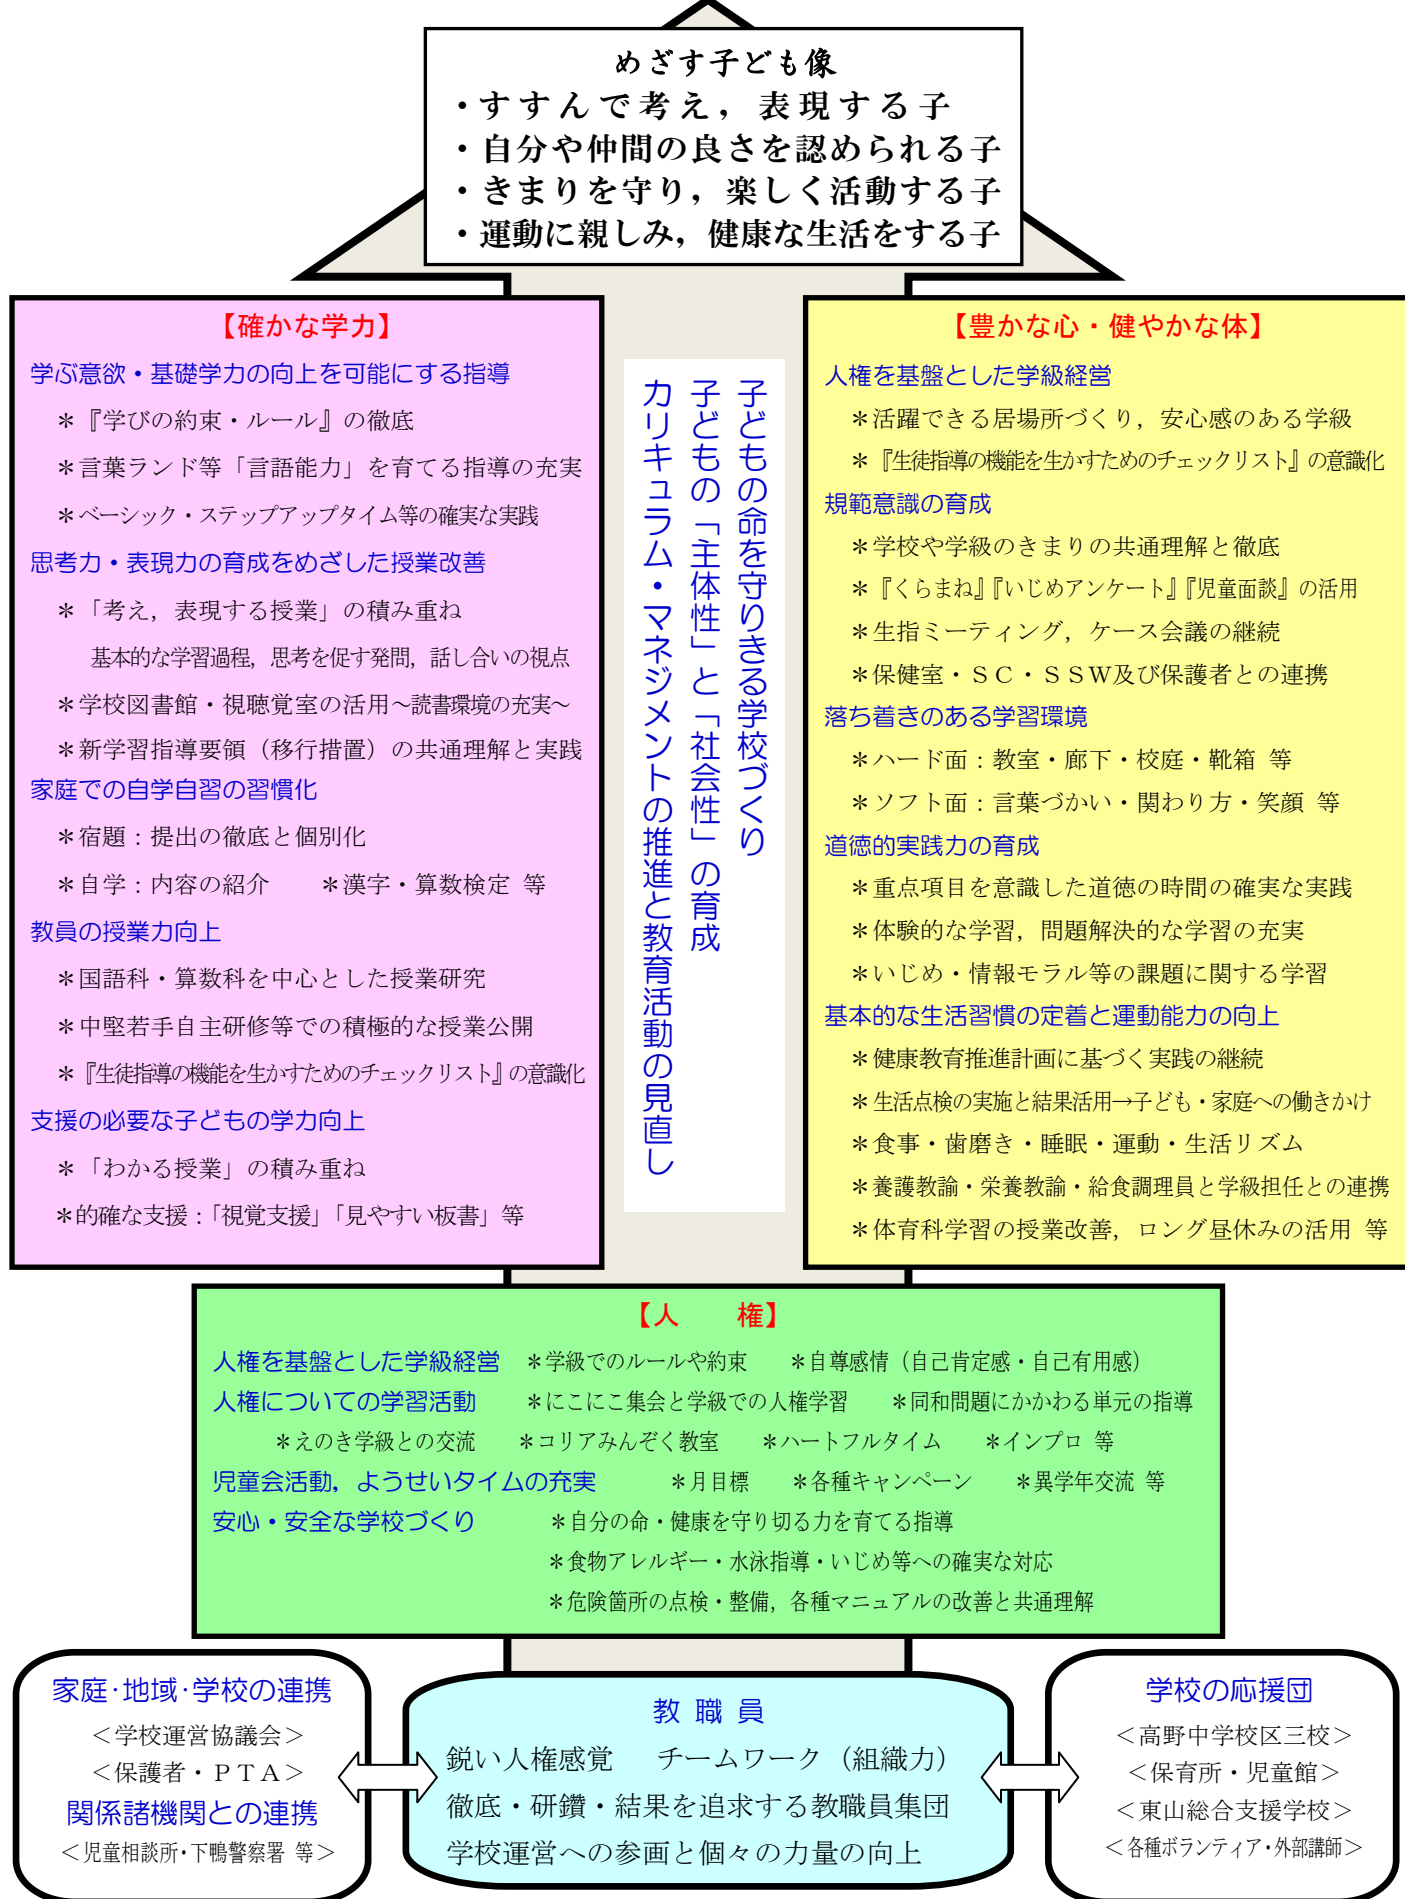 めざす子ども像
・すすんで考え，表現する子
・自分や仲間の良さを認められる子
・きまりを守り，楽しく活動する子
・運動に親しみ，健康な生活をする子
【確かな学力】
学ぶ意欲・基礎学力の向上を可能にする指導
＊『学びの約束・ルール』の徹底
＊言葉ランド等「言語能力」を育てる指導の充実
＊ベーシック・ステップアップタイム等の確実な実践
思考力・表現力の育成をめざした授業改善
＊「考え，表現する授業」の積み重ね
基本的な学習過程，思考を促す発問，話し合いの視点
＊学校図書館・視聴覚室の活用～読書環境の充実～
＊新学習指導要領（移行措置）の共通理解と実践
家庭での自学自習の習慣化
＊宿題：提出の徹底と個別化
＊自学：内容の紹介　　＊漢字・算数検定 等
教員の授業力向上
＊国語科・算数科を中心とした授業研究
＊中堅若手自主研修等での積極的な授業公開
＊『生徒指導の機能を生かすためのチェックリスト』の意識化
支援の必要な子どもの学力向上
＊「わかる授業」の積み重ね
＊的確な支援：「視覚支援」「見やすい板書」等
子どもの命を守りきる学校づくり
子どもの「主体性」と「社会性」の育成
カリキュラム・マネジメントの推進と教育活動の見直し
【豊かな心・健やかな体】
人権を基盤とした学級経営
＊活躍できる居場所づくり，安心感のある学級
＊『生徒指導の機能を生かすためのチェックリスト』の意識化
規範意識の育成
＊学校や学級のきまりの共通理解と徹底
＊『くらまね』『いじめアンケート』『児童面談』の活用
＊生指ミーティング，ケース会議の継続
＊保健室・ＳＣ・ＳＳＷ及び保護者との連携
落ち着きのある学習環境
＊ハード面：教室・廊下・校庭・靴箱 等
＊ソフト面：言葉づかい・関わり方・笑顔 等
道徳的実践力の育成
＊重点項目を意識した道徳の時間の確実な実践
＊体験的な学習，問題解決的な学習の充実
＊いじめ・情報モラル等の課題に関する学習
基本的な生活習慣の定着と運動能力の向上
＊健康教育推進計画に基づく実践の継続
＊生活点検の実施と結果活用→子ども・家庭への働きかけ
＊食事・歯磨き・睡眠・運動・生活リズム
＊養護教諭・栄養教諭・給食調理員と学級担任との連携
＊体育科学習の授業改善，ロング昼休みの活用 等
【人　　権】
人権を基盤とした学級経営　＊学級でのルールや約束　　＊自尊感情（自己肯定感・自己有用感）
人権についての学習活動　　＊にこにこ集会と学級での人権学習　　＊同和問題にかかわる単元の指導
＊えのき学級との交流　　＊コリアみんぞく教室　　＊ハートフルタイム　　＊インプロ 等
児童会活動，ようせいタイムの充実　　　＊月目標　　＊各種キャンペーン　　＊異学年交流 等
安心・安全な学校づくり　　　＊自分の命・健康を守り切る力を育てる指導
＊食物アレルギー・水泳指導・いじめ等への確実な対応
＊危険箇所の点検・整備，各種マニュアルの改善と共通理解
家庭・地域・学校の連携
＜学校運営協議会＞
＜保護者・ＰＴＡ＞
関係諸機関との連携
＜児童相談所・下鴨警察署 等＞
教 職 員
鋭い人権感覚　チームワーク（組織力）
徹底・研鑽・結果を追求する教職員集団
学校運営への参画と個々の力量の向上
学校の応援団
＜高野中学校区三校＞
＜保育所・児童館＞
＜東山総合支援学校＞
＜各種ボランティア・外部講師＞